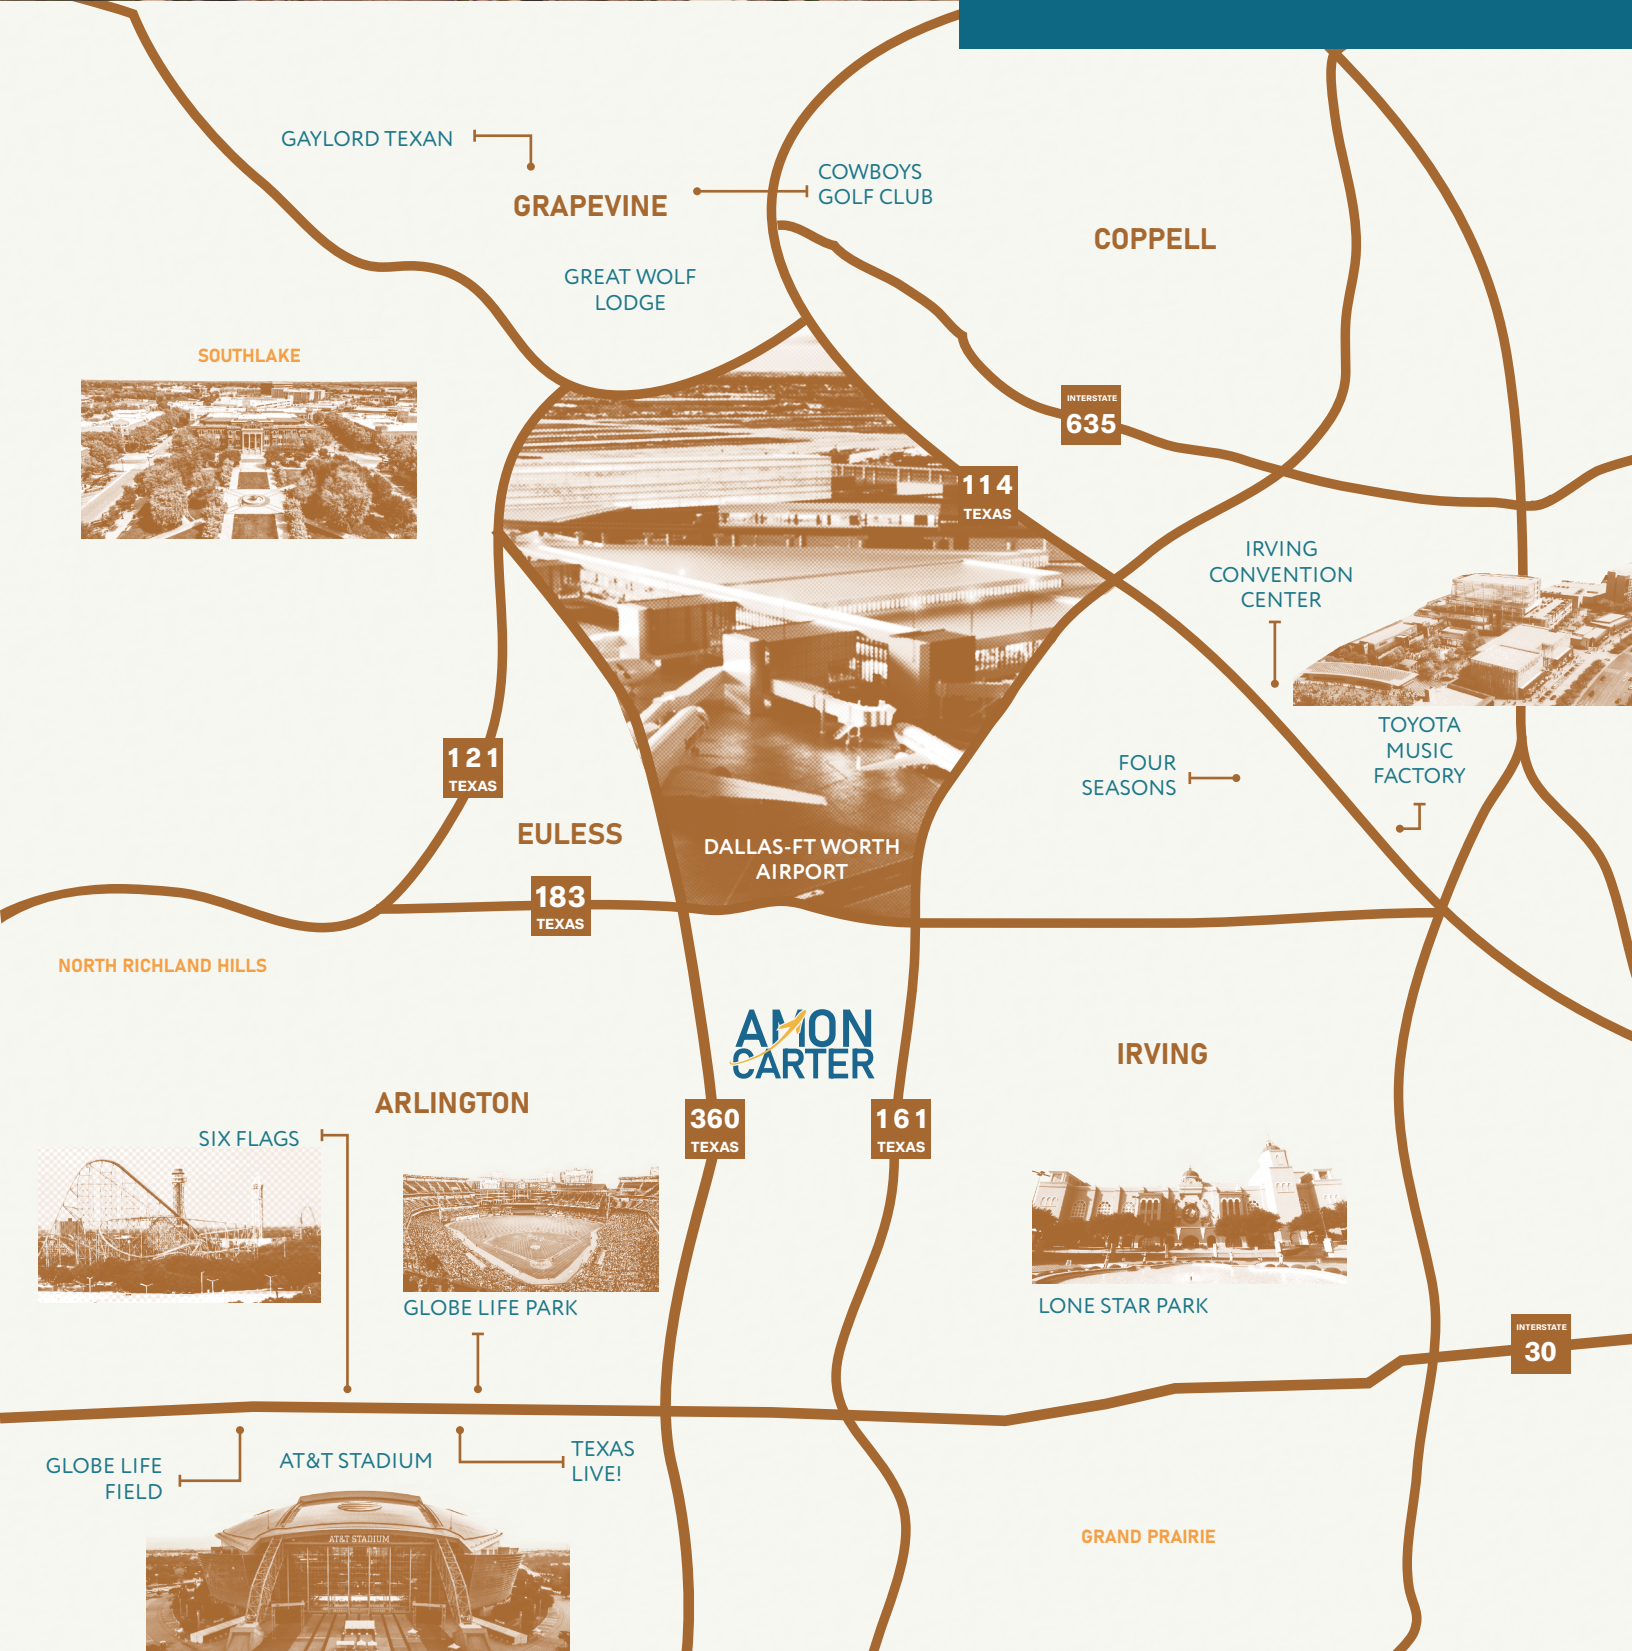 GAYLORD TEXAN
COWBOYS
GOLF CLUB
GRAPEVINE
COPPELL
GREAT WOLF
LODGE
SOUTHLAKE
INTERSTATE
635
114
TEXAS
IRVING
CONVENTION
CENTER
TOYOTA
MUSIC
FACTORY
121
TEXAS
FOUR
SEASONS
EULESS
DALLAS-FT WORTH
AIRPORT
183
TEXAS
NORTH RICHLAND HILLS
AMON
CARTER
IRVING
ARLINGTON
360
TEXAS
161
TEXAS
SIX FLAGS
GLOBE LIFE PARK
LONE STAR PARK
INTERSTATE
30
GLOBE LIFE
FIELD
AT&T STADIUM
TEXAS
LIVE!
AT&T STADIUM
GRAND PRAIRIE